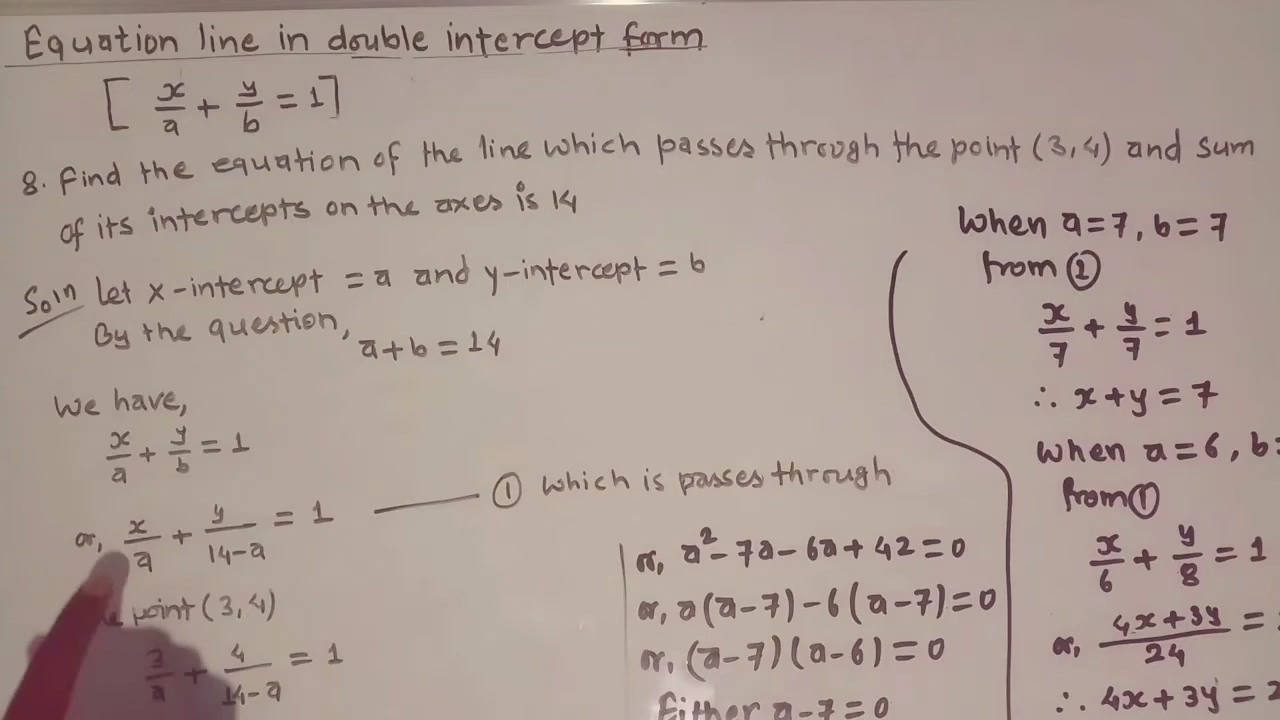 Equation line in double intercept form
[ x/a + y/b = 1 ]
8. Find the equation of the line which passes through the point (3,4) and sum
of its intercepts on the axes is 14
Soln Let x-intercept = a and y-intercept = b
By the question,
a+b = 14
We have,
x/a + y/b = 1
or, x/a + y/(14-a) = 1 ——— ① which is passes through
point (3,4)
3/a + 4/(14-a) = 1
or, a² - 7a - 6a + 42 = 0
or, a(a-7) - 6(a-7) = 0
or, (a-7)(a-6) = 0
Either a-7 = 0
When a=7, b=7
from ①
x/7 + y/7 = 1
∴ x+y = 7
When a=6, b=
from ①
x/6 + y/8 = 1
or, (4x+3y)/24 =
∴ 4x+3y = 2